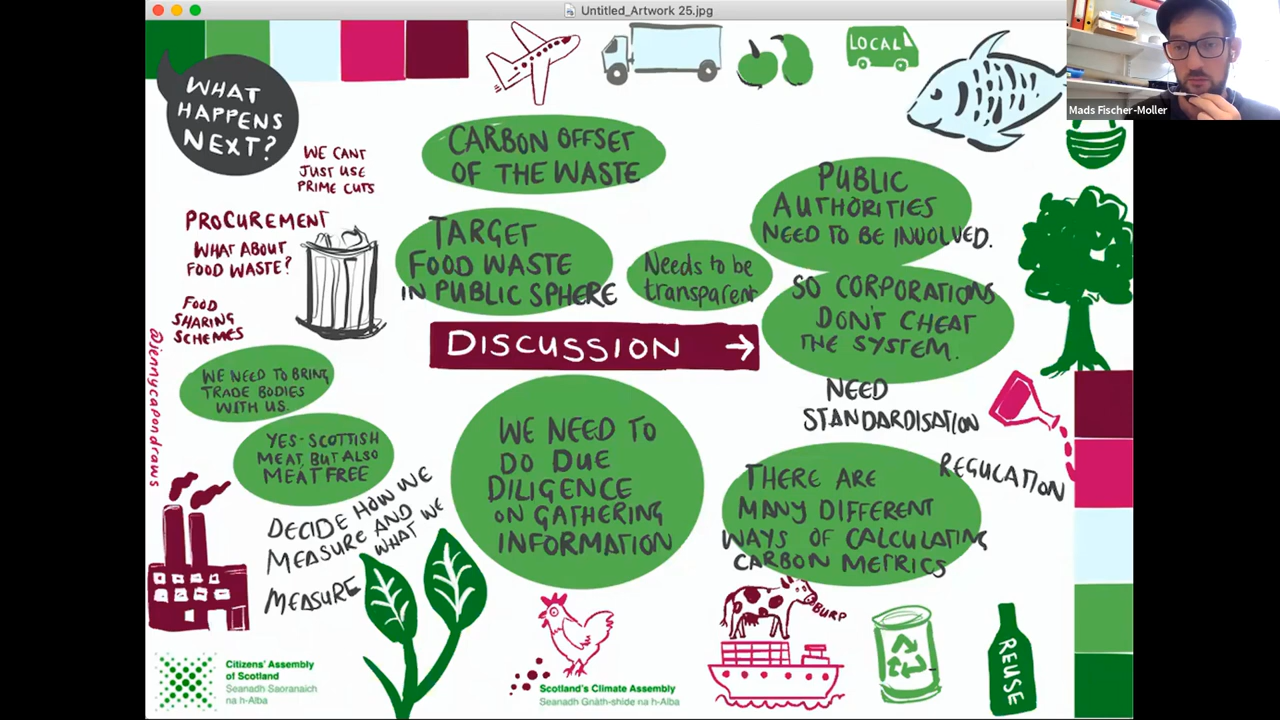 Untitled_Artwork 25.jpg
Mads Fischer-Moller
WHAT
HAPPENS
NEXT?
LOCAL
WE CANT
JUST USE
PRIME CUTS
PROCUREMENT
WHAT ABOUT
FOOD WASTE?
FOOD
SHARING
SCHEMES
@jennycapondraws
CARBON OFFSET
OF THE WASTE
TARGET
FOOD WASTE
IN PUBLIC SPHERE
Needs to be
transparent
PUBLIC
AUTHORITIES
NEED TO BE INVOLVED.
SO CORPORATIONS
DON'T CHEAT
THE SYSTEM.
DISCUSSION
NEED
STANDARDISATION
REGULATION
WE NEED TO BRING
TRADE BODIES
WITH US.
YES-SCOTTISH
MEAT, BUT ALSO
MEAT FREE
DECIDE HOW WE
MEASURE AND
WHAT WE
MEASURE
WE NEED TO
DO DUE
DILIGENCE
ON GATHERING
INFORMATION
THERE ARE
MANY DIFFERENT
WAYS OF CALCULATING
CARBON METRICS
BURP
REUSE
Citizens' Assembly
of Scotland
Seanadh Saoranaich
na h-Alba
Scotland's Climate Assembly
Seanadh Gnàth-shìde na h-Alba